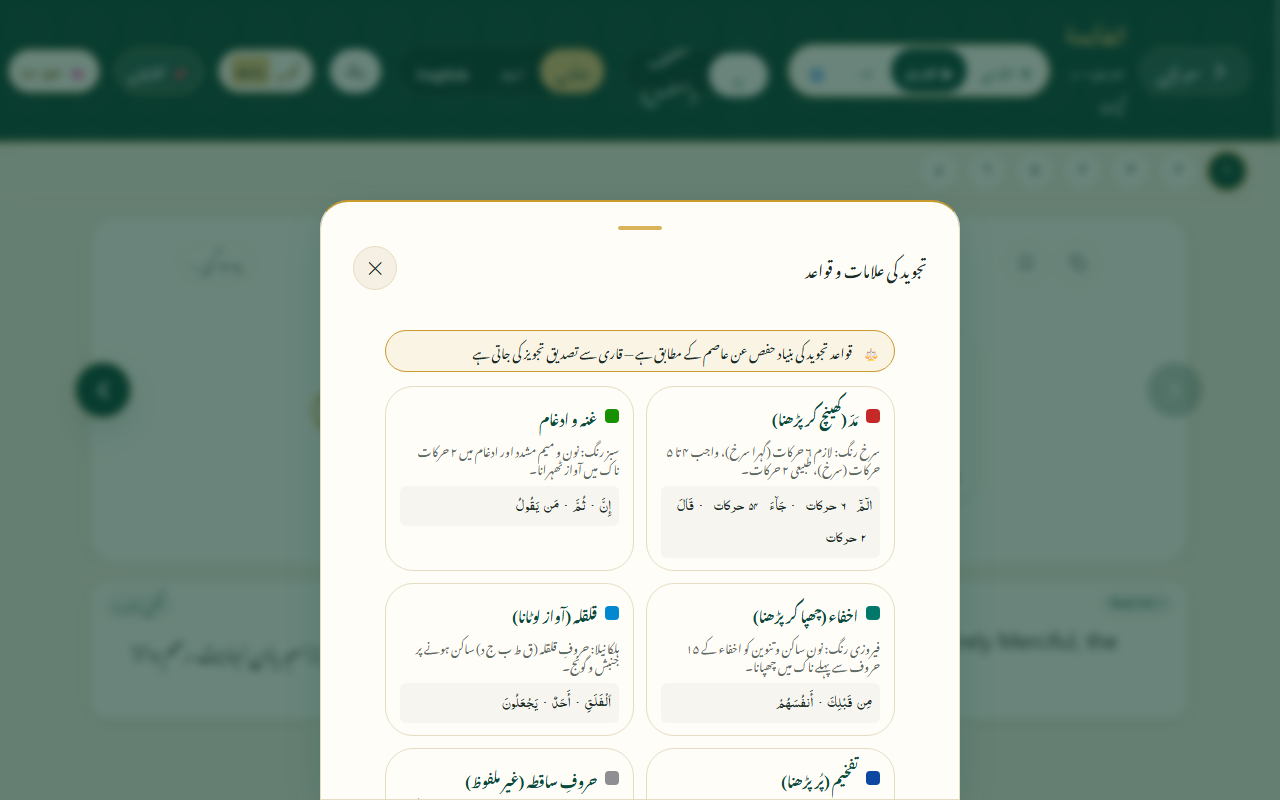 تجوید کی علامات و قواعد
قواعد تجوید کی بنیاد حفص عن عاصم کے مطابق ہے — قاری سے تصدیق تجویز کی جاتی ہے
مَدّ (کھینچ کر پڑھنا)
سرخ رنگ: لازم ٦ حرکات (گہرا سرخ)، واجب ۴ تا ۵
حرکات (سرخ)، طبیعی ۲ حرکات۔
الٓمّٓ ٦ حرکات · جَآءَ ۵۴ حرکات · قَالَ
۲ حرکات
غنہ و ادغام
سبز رنگ: نون و میم مشدد اور ادغام میں ۲ حرکات
ناک میں آواز ٹھہرانا۔
إِنَّ · ثُمَّ · مَن يَقُولُ
اخفاء (چھپا کر پڑھنا)
فیروزی رنگ: نون ساکن و تنوین کو اخفاء کے ۱۵
حروف سے پہلے ناک میں چھپانا۔
مِن قَبْلِكَ · أَنفُسَهُمْ
قلقلہ (آواز لوٹانا)
ہلکا نیلا: حروفِ قلقلہ (ق ط ب ج د) ساکن ہونے پر
جنبش و گونج۔
ٱلْفَلَقِ · أَحَدٌ · يَجْعَلُونَ
تفخیم (پُر پڑھنا)
حروفِ ساقطہ (غیر ملفوظ)
English